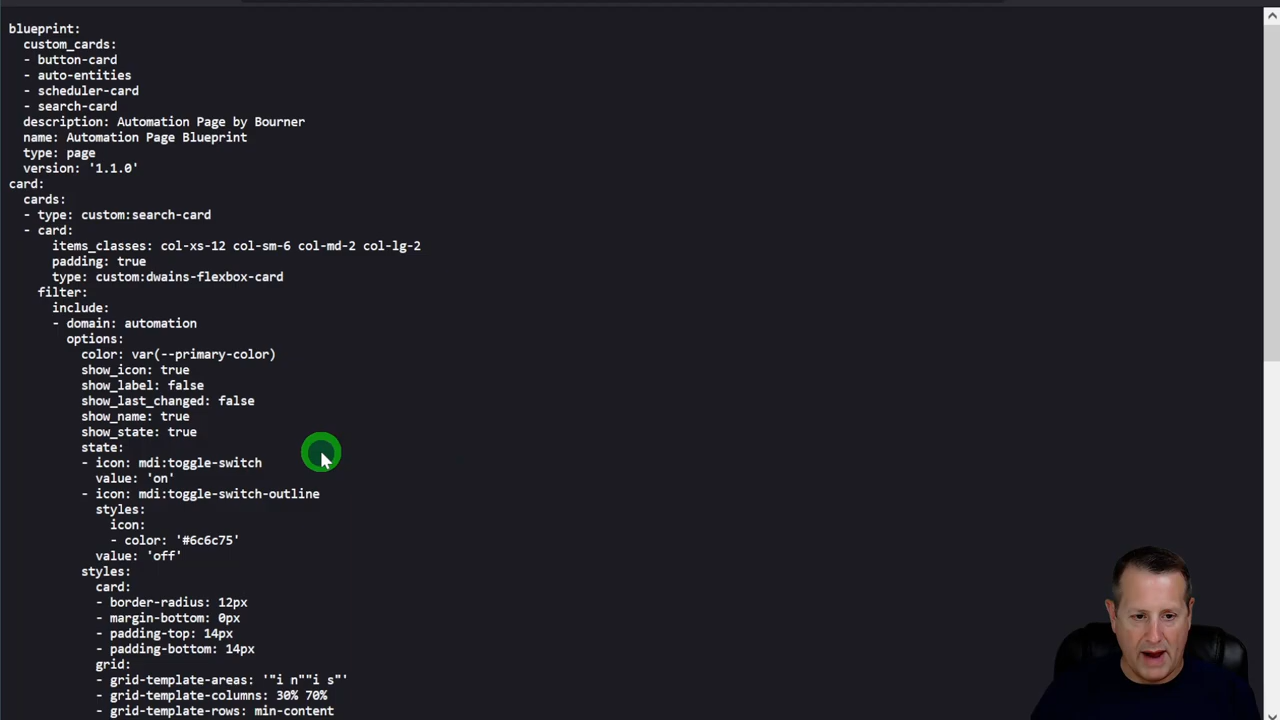 blueprint:
custom_cards:
- button-card
- auto-entities
- scheduler-card
- search-card
description: Automation Page by Bourner
name: Automation Page Blueprint
type: page
version: '1.1.0'
card:
cards:
- type: custom:search-card
- card:
items_classes: col-xs-12 col-sm-6 col-md-2 col-lg-2
padding: true
type: custom:dwains-flexbox-card
filter:
include:
- domain: automation
options:
color: var(--primary-color)
show_icon: true
show_label: false
show_last_changed: false
show_name: true
show_state: true
state:
- icon: mdi:toggle-switch
value: 'on'
- icon: mdi:toggle-switch-outline
styles:
icon:
- color: '#6c6c75'
value: 'off'
styles:
card:
- border-radius: 12px
- margin-bottom: 0px
- padding-top: 14px
- padding-bottom: 14px
grid:
- grid-template-areas: '"i n""i s"'
- grid-template-columns: 30% 70%
- grid-template-rows: min-content